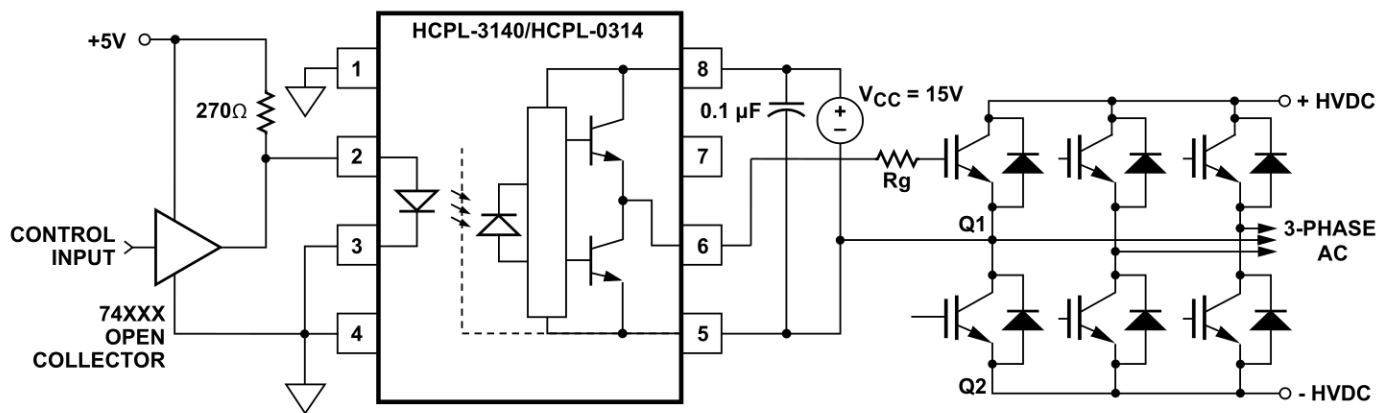 HCPL-3140/HCPL-0314
+5V
270Ω
1
2
3
4
8
7
6
5
CONTROL
INPUT
74XXX
OPEN
COLLECTOR
0.1 µF
VCC = 15V
+
–
Rg
+ HVDC
Q1
3-PHASE
AC
Q2
- HVDC